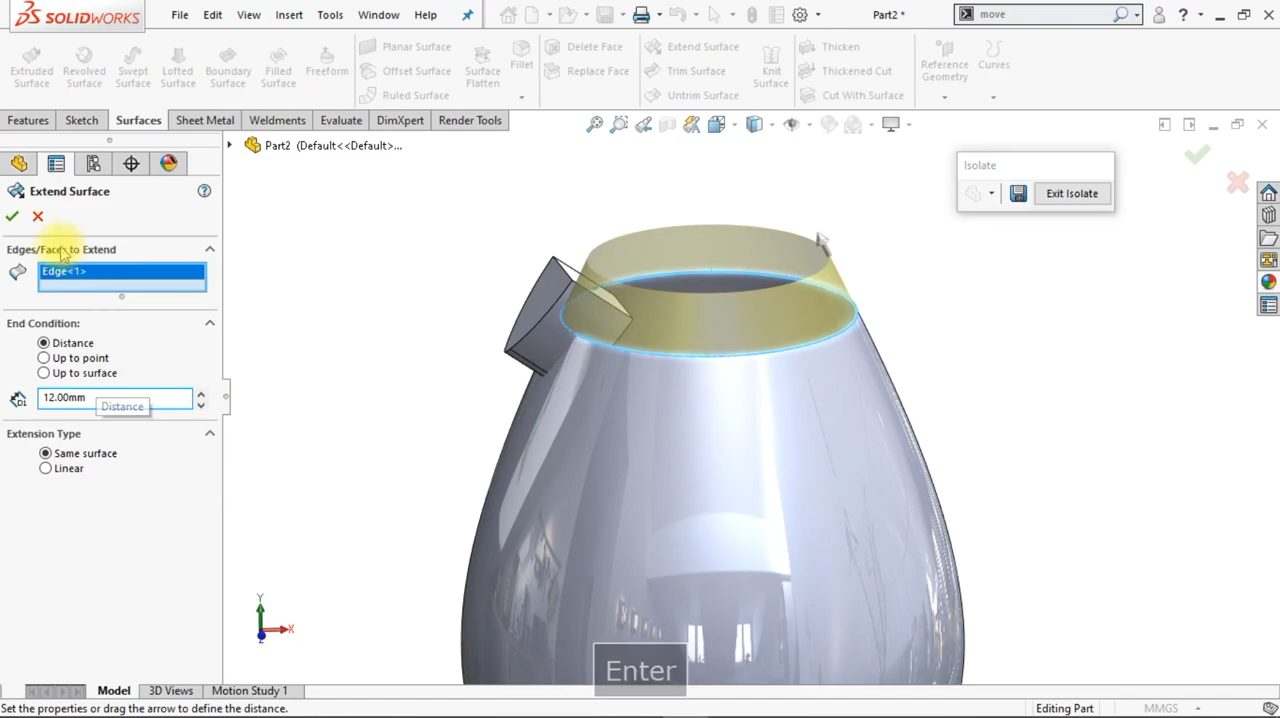 SOLIDWORKS File Edit View Insert Tools Window Help Part2 * move
Extruded Surface
Revolved Surface
Swept Surface
Lofted Surface
Boundary Surface
Filled Surface
Freeform
Planar Surface
Offset Surface
Ruled Surface
Surface Flatten
Fillet
Delete Face
Replace Face
Extend Surface
Trim Surface
Untrim Surface
Knit Surface
Thicken
Thickened Cut
Cut With Surface
Reference Geometry
Curves
Features Sketch Surfaces Sheet Metal Weldments Evaluate DimXpert Render Tools
Part2 (Default<<Default>...
Isolate
Exit Isolate
Extend Surface
Edges/Faces to Extend
Edge<1>
End Condition:
Distance
Up to point
Up to surface
D1
12.00mm
Distance
Extension Type
Same surface
Linear
Y
X
Z
Enter
Model 3D Views Motion Study 1
Set the properties or drag the arrow to define the distance. Editing Part MMGS